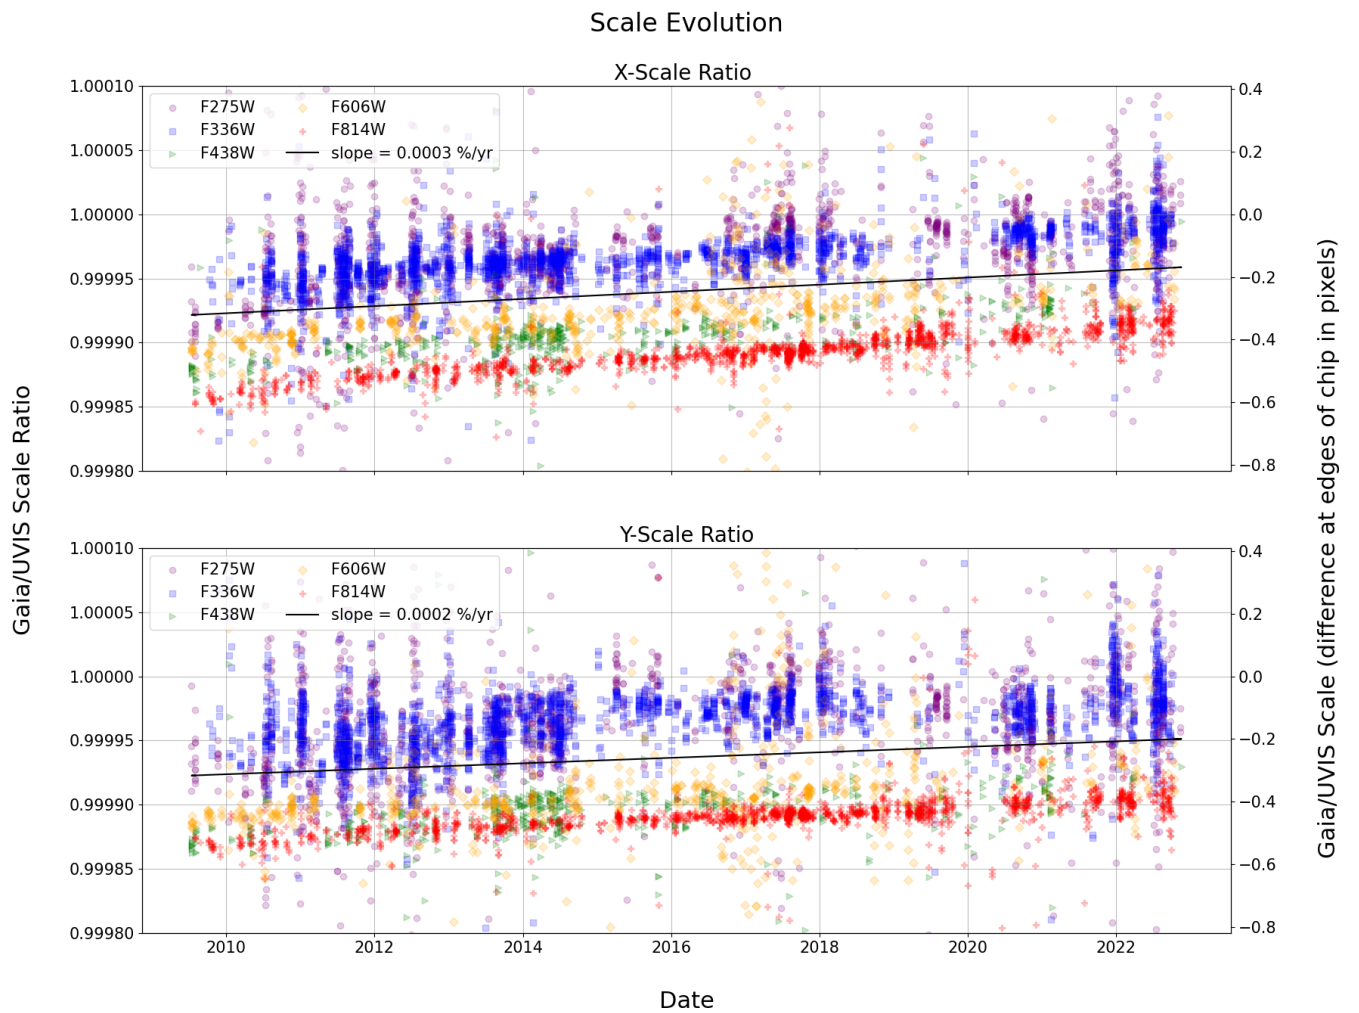 Scale Evolution
X-Scale Ratio
1.00010
1.00005
1.00000
0.99995
0.99990
0.99985
0.99980
F275W
F336W
F438W
F606W
F814W
slope = 0.0003 %/yr
0.4
0.2
0.0
−0.2
−0.4
−0.6
−0.8
Gaia/UVIS Scale Ratio
Gaia/UVIS Scale (difference at edges of chip in pixels)
Y-Scale Ratio
1.00010
1.00005
1.00000
0.99995
0.99990
0.99985
0.99980
F275W
F336W
F438W
F606W
F814W
slope = 0.0002 %/yr
0.4
0.2
0.0
−0.2
−0.4
−0.6
−0.8
2010 2012 2014 2016 2018 2020 2022
Date